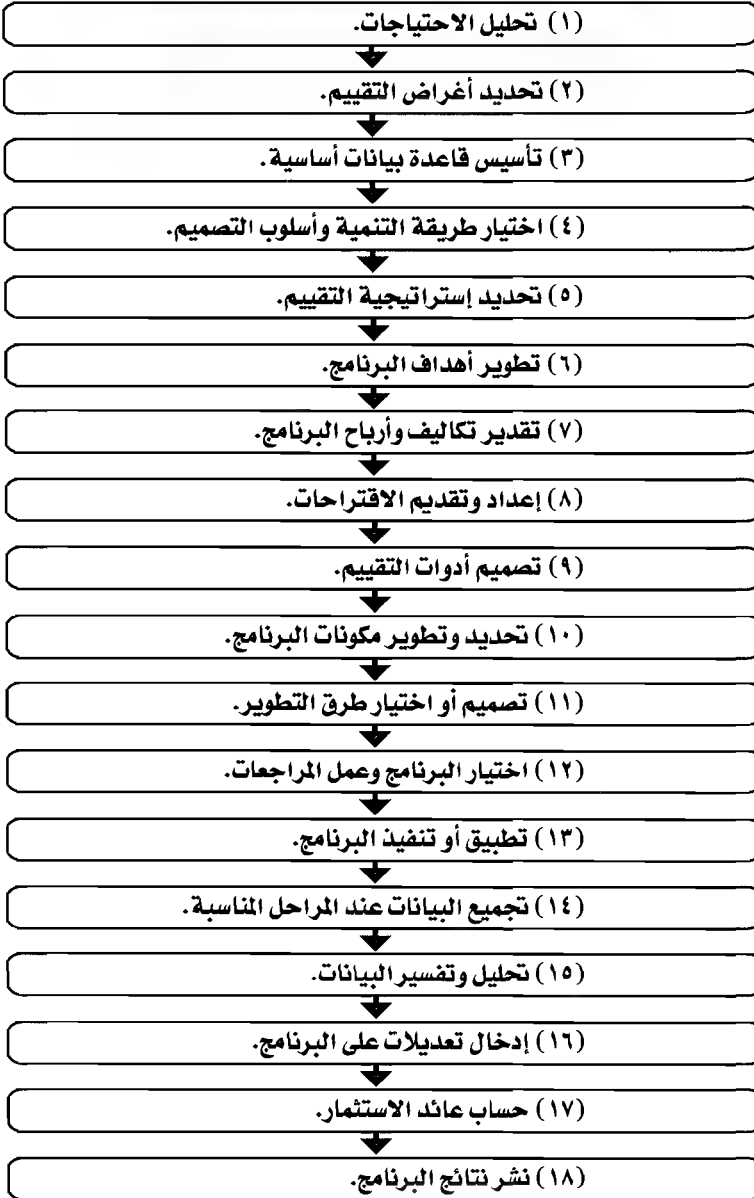 (١) تحليل الاحتياجات.
(٢) تحديد أغراض التقييم.
(٣) تأسيس قاعدة بيانات أساسية.
(٤) اختيار طريقة التنمية وأسلوب التصميم.
(٥) تحديد إستراتيجية التقييم.
(٦) تطوير أهداف البرنامج.
(٧) تقدير تكاليف وأرباح البرنامج.
(٨) إعداد وتقديم الاقتراحات.
(٩) تصميم أدوات التقييم.
(١٠) تحديد وتطوير مكونات البرنامج.
(١١) تصميم أو اختيار طرق التطوير.
(١٢) اختيار البرنامج وعمل المراجعات.
(١٣) تطبيق أو تنفيذ البرنامج.
(١٤) تجميع البيانات عند المراحل المناسبة.
(١٥) تحليل وتفسير البيانات.
(١٦) إدخال تعديلات على البرنامج.
(١٧) حساب عائد الاستثمار.
(١٨) نشر نتائج البرنامج.